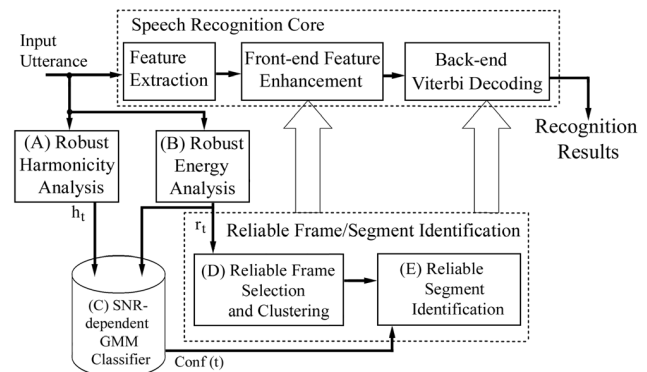 Speech Recognition Core
Input
Utterance
Feature
Extraction
Front-end Feature
Enhancement
Back-end
Viterbi Decoding
Recognition
Results
(A) Robust
Harmonicity
Analysis
(B) Robust
Energy
Analysis
h_t
r_t
Reliable Frame/Segment Identification
(D) Reliable Frame
Selection
and Clustering
(E) Reliable
Segment
Identification
(C) SNR-
dependent
GMM
Classifier
Conf (t)